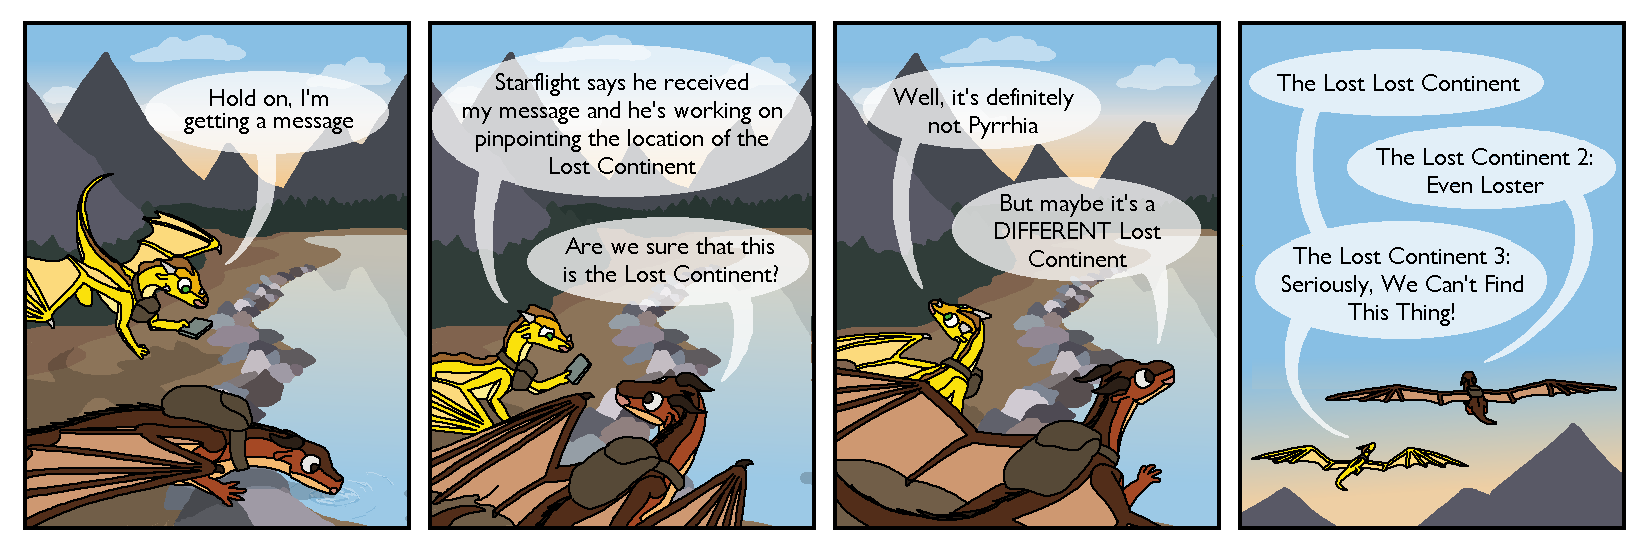 Hold on, I'm
getting a message
Starflight says he received
my message and he's working on
pinpointing the location of the
Lost Continent
Are we sure that this
is the Lost Continent?
Well, it's definitely
not Pyrrhia
But maybe it's a
DIFFERENT Lost
Continent
The Lost Lost Continent
The Lost Continent 2:
Even Loster
The Lost Continent 3:
Seriously, We Can't Find
This Thing!